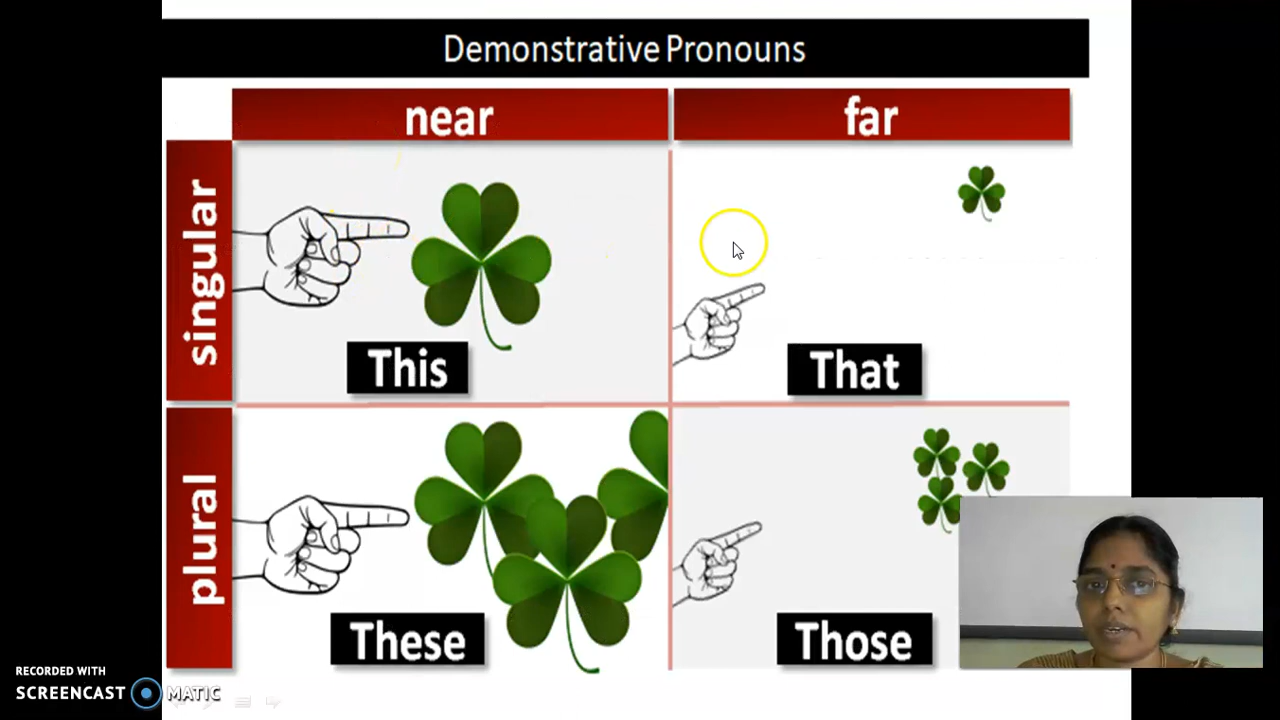 Demonstrative Pronouns
near
far
singular
This
That
plural
These
Those
RECORDED WITH
SCREENCAST MATIC